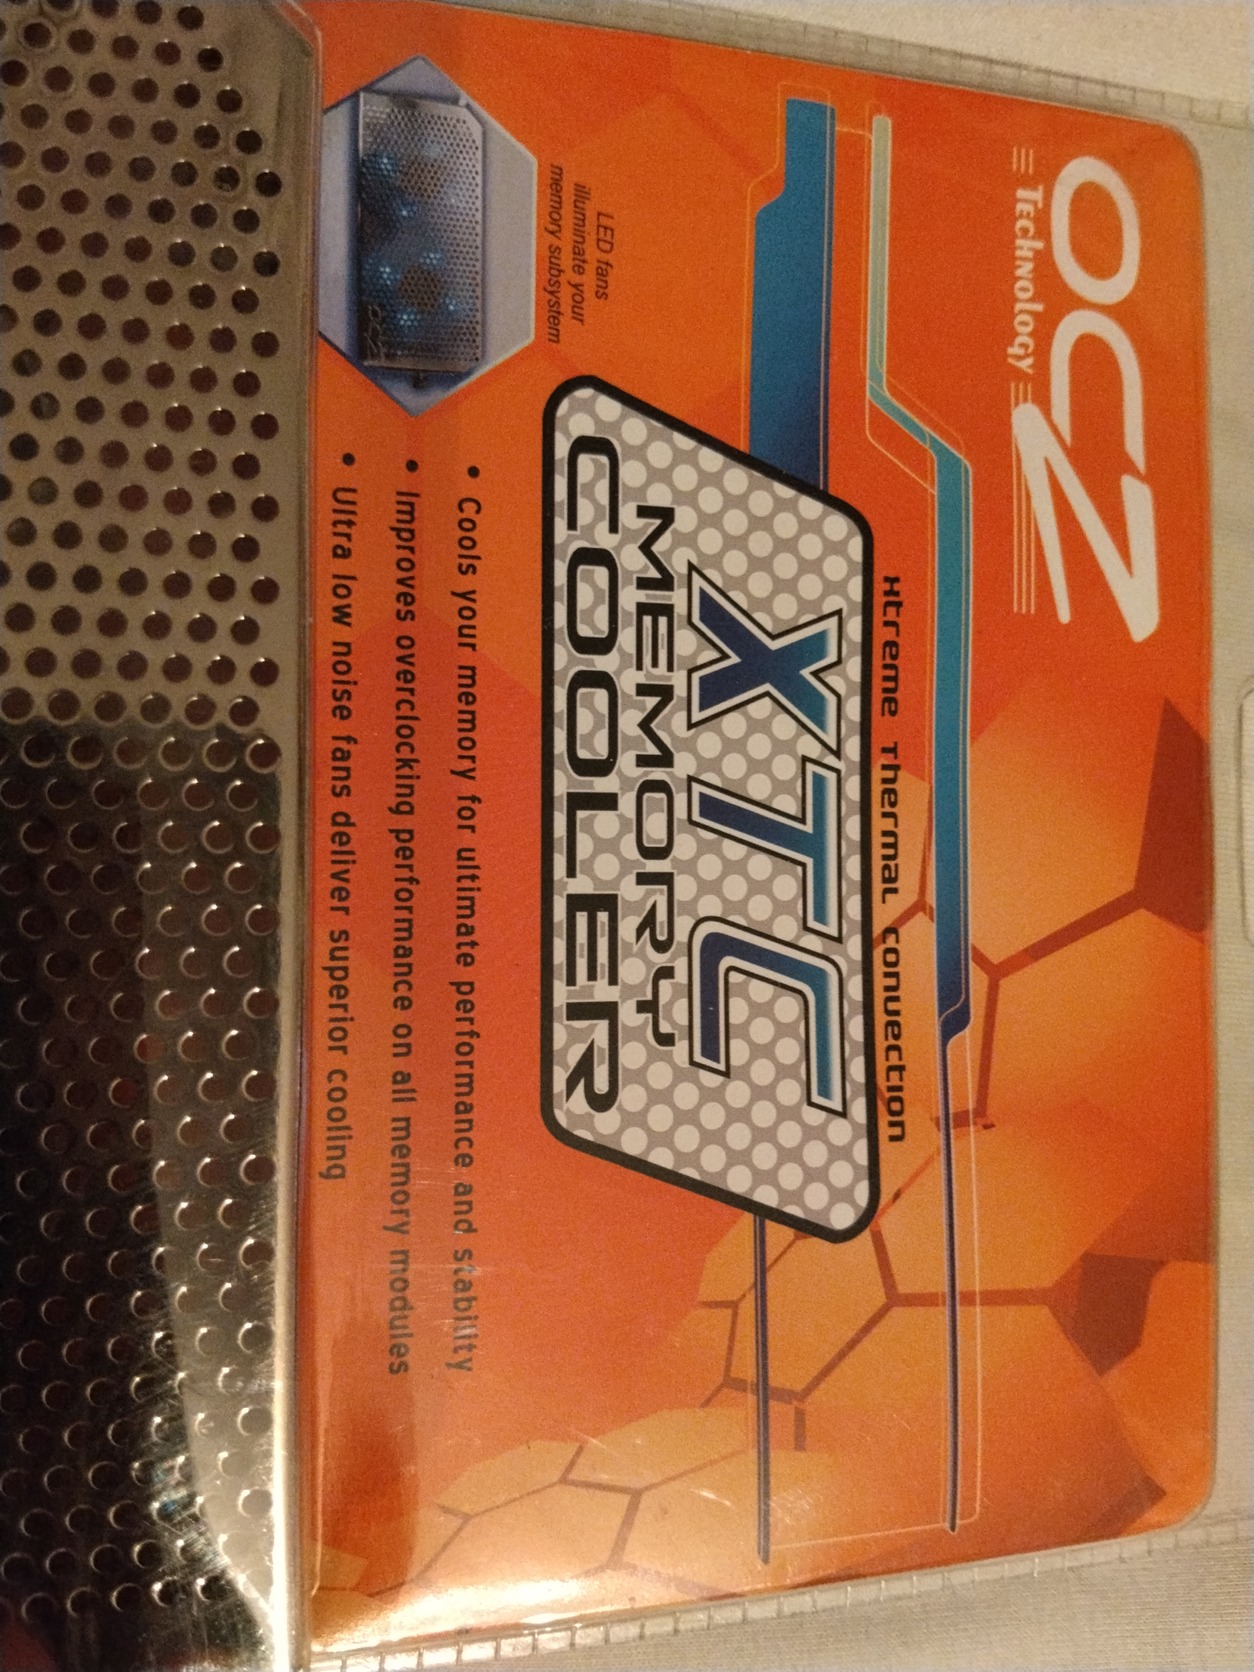 OCZ
Technology
Xtreme Thermal Convection
XTC
MEMORY
COOLER
LED fans
illuminate your
memory subsystem
• Cools your memory for ultimate performance and stability
• Improves overclocking performance on all memory modules
• Ultra low noise fans deliver superior cooling